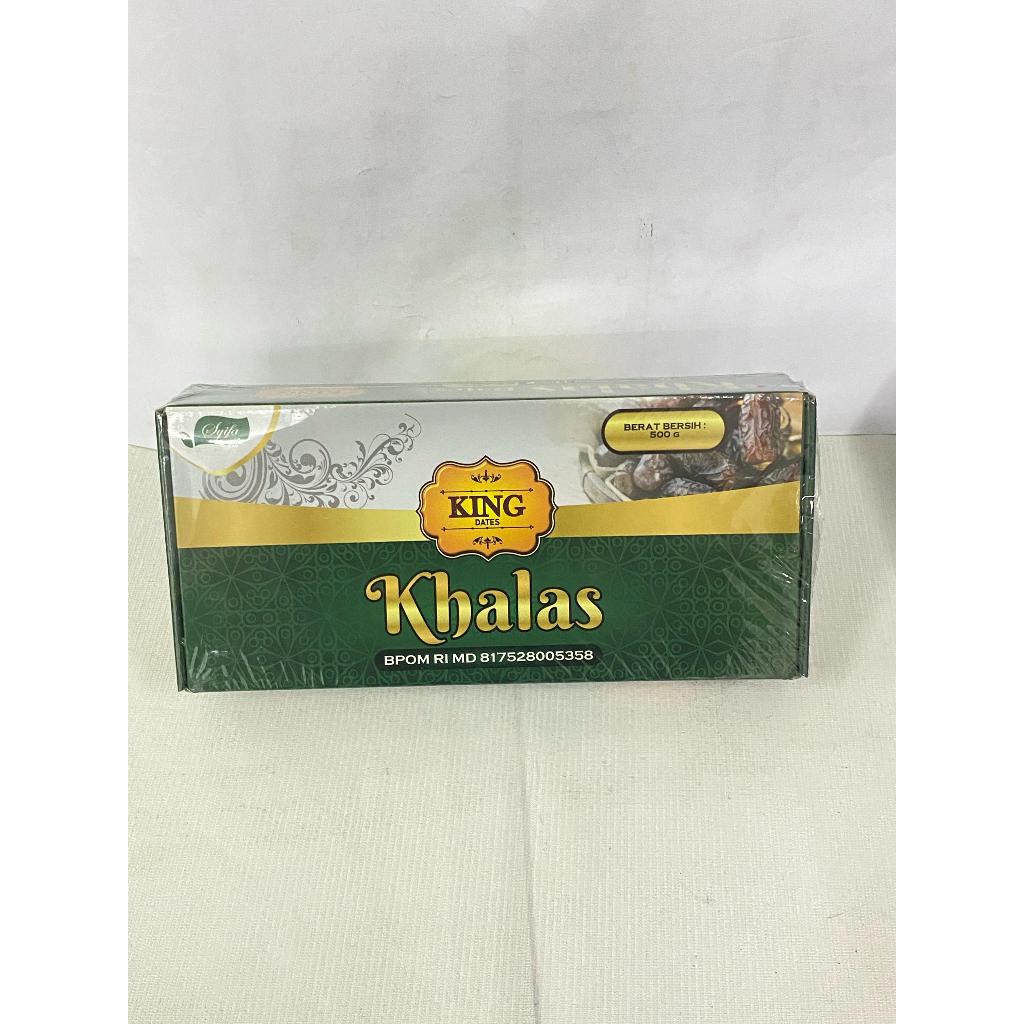 Syifa
BERAT BERSIH :
500 G
KING
DATES
Khalas
BPOM RI MD 817528005358